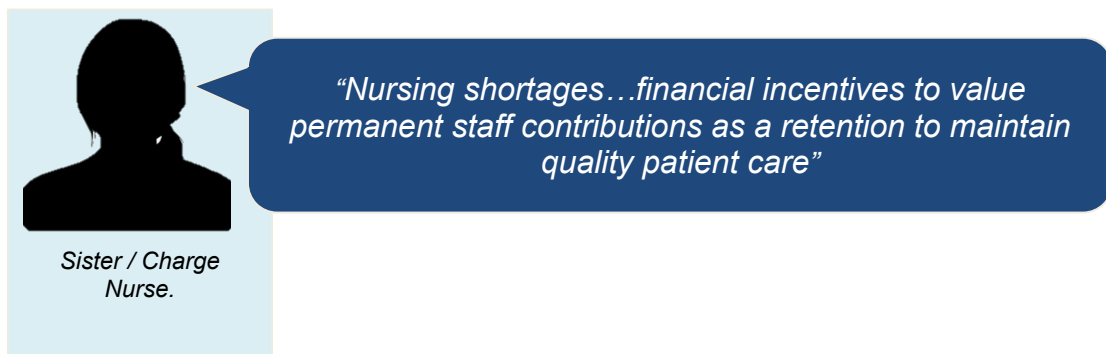 “Nursing shortages…financial incentives to value
permanent staff contributions as a retention to maintain
quality patient care”
Sister / Charge
Nurse.